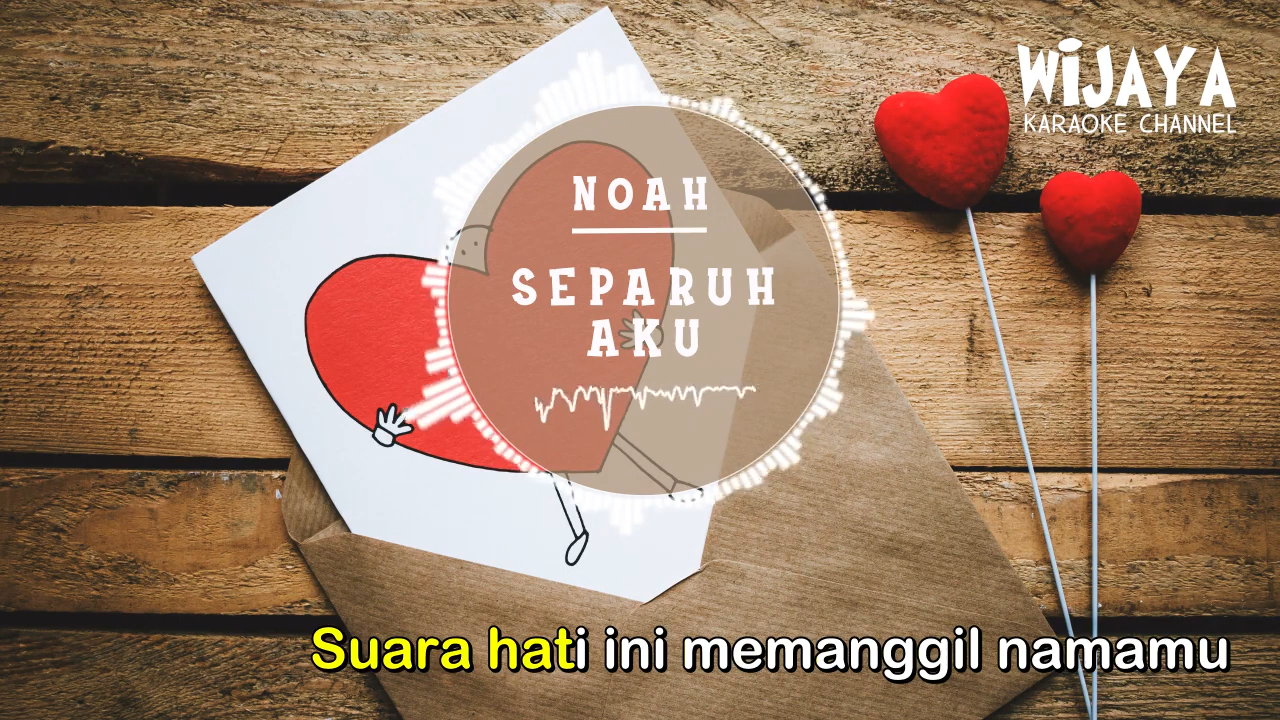 WIJAYA
KARAOKE CHANNEL
NOAH
SEPARUH
AKU
Suara hati ini memanggil namamu